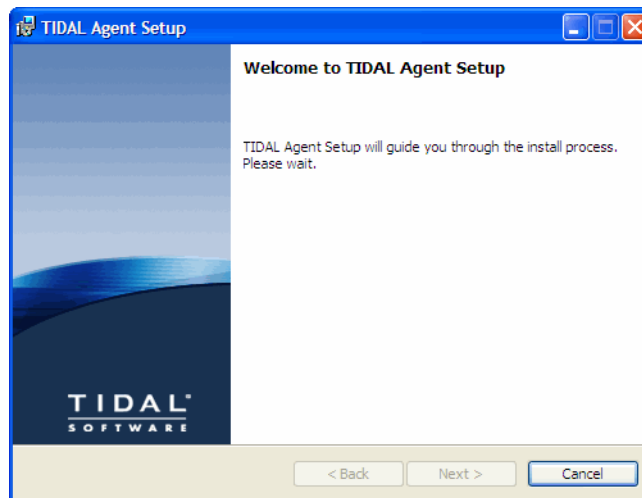 TIDAL Agent Setup
Welcome to TIDAL Agent Setup
TIDAL Agent Setup will guide you through the install process.
Please wait.
TIDAL
SOFTWARE
< Back
Next >
Cancel